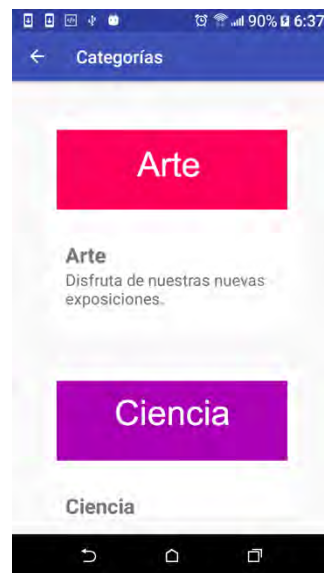 90% 6:37
Categorías
Arte
Arte
Disfruta de nuestras nuevas
exposiciones.
Ciencia
Ciencia